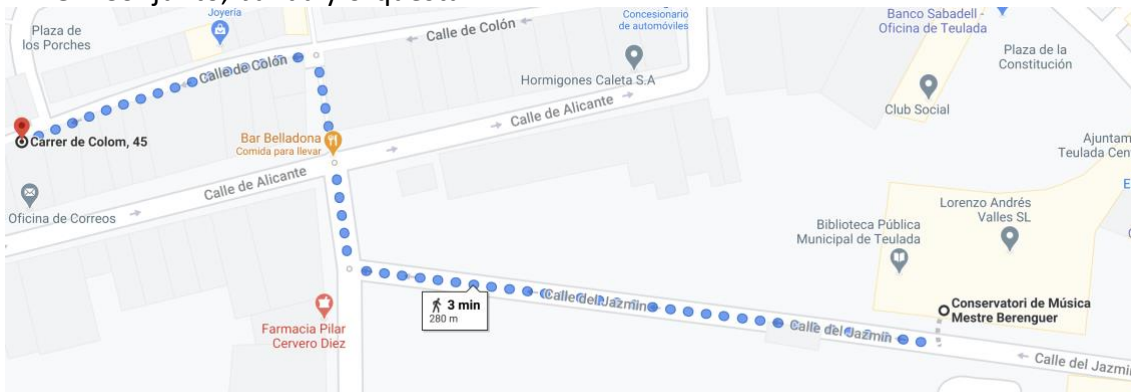 Joyería
Plaza de
los Porches
Calle de Colón
Concesionario
de automóviles
Banco Sabadell -
Oficina de Teulada
Plaza de la
Constitución
Calle de Colón
Hormigones Caleta S.A
Club Social
Carrer de Colom, 45
Bar Belladona
Comida para llevar
Calle de Alicante
Ajuntam
Teulada Cen
Calle de Alicante
Oficina de Correos
Biblioteca Pública
Municipal de Teulada
Lorenzo Andrés
Valles SL
3 min
280 m
Calle del Jazmín
Conservatori de Música
Mestre Berenguer
Farmacia Pilar
Cervero Diez
Calle del Jazmín
Calle del Jazmí